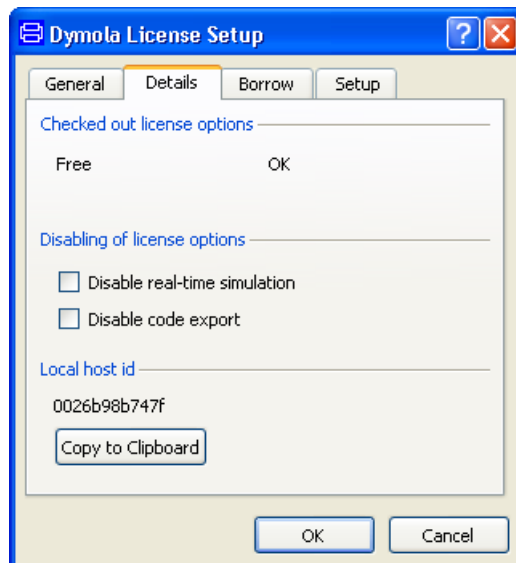 Dymola License Setup
General Details Borrow Setup
Checked out license options
Free OK
Disabling of license options
Disable real-time simulation
Disable code export
Local host id
0026b98b747f
Copy to Clipboard
OK Cancel